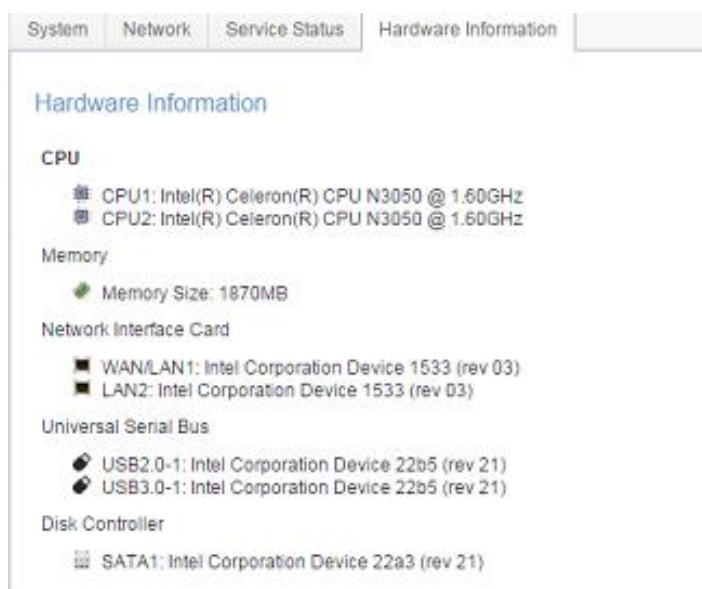 System Network Service Status Hardware Information
Hardware Information
CPU
CPU1: Intel(R) Celeron(R) CPU N3050 @ 1.60GHz
CPU2: Intel(R) Celeron(R) CPU N3050 @ 1.60GHz
Memory
Memory Size: 1870MB
Network Interface Card
WAN/LAN1: Intel Corporation Device 1533 (rev 03)
LAN2: Intel Corporation Device 1533 (rev 03)
Universal Serial Bus
USB2.0-1: Intel Corporation Device 22b5 (rev 21)
USB3.0-1: Intel Corporation Device 22b5 (rev 21)
Disk Controller
SATA1: Intel Corporation Device 22a3 (rev 21)